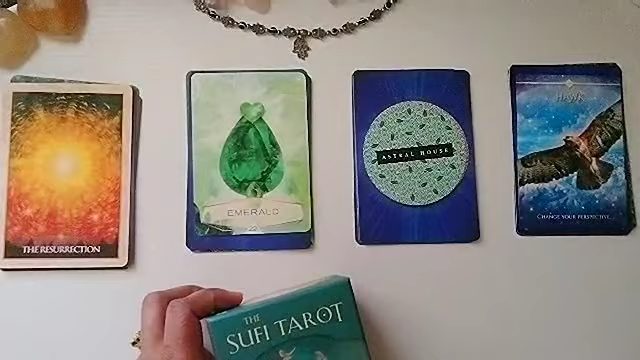 THE RESURRECTION
EMERALD
ASTRAL HOUSE
HAWK
CHANGE YOUR PERSPECTIVE
THE
SUFI TAROT